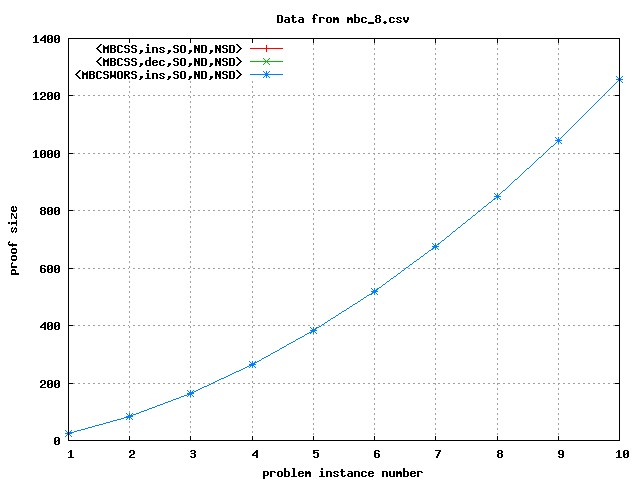 Data from mbc_8.csv
1400
1200
1000
800
600
400
200
0
proof size
<MBCSS,ins,SO,ND,NSD>
<MBCSS,dec,SO,ND,NSD>
<MBCSWORS,ins,SO,ND,NSD>
1 2 3 4 5 6 7 8 9 10
problem instance number